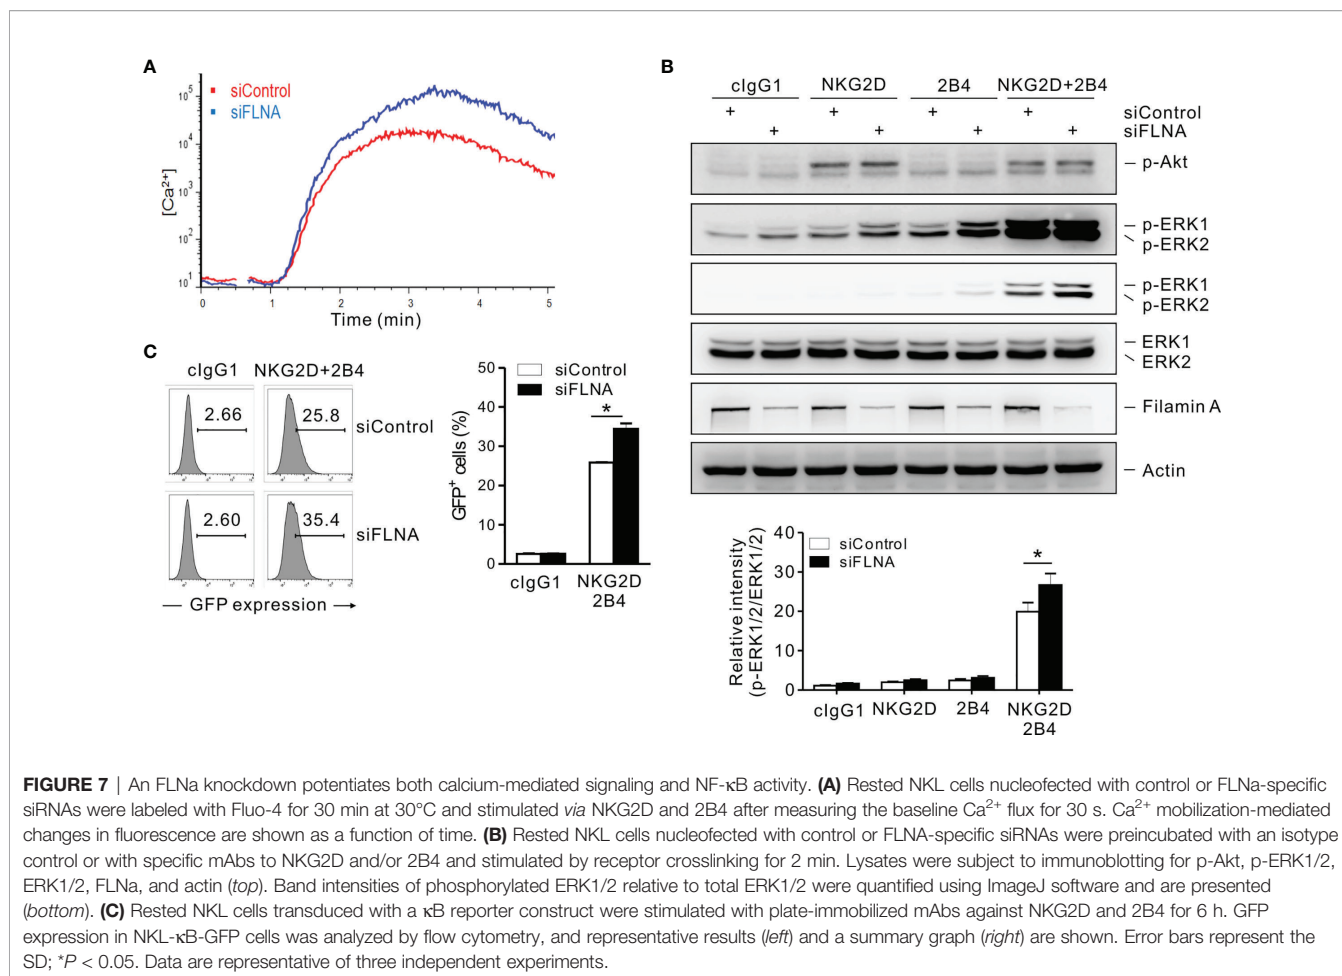 A
siControl
siFLNA
10^5
10^4
10^3
10^2
10^1
[Ca2+]
0 1 2 3 4 5
Time (min)
B
cIgG1 NKG2D 2B4 NKG2D+2B4
+ + + + siControl
+ + + + siFLNA
p-Akt
p-ERK1
p-ERK2
p-ERK1
p-ERK2
ERK1
ERK2
Filamin A
Actin
40
30
20
10
0
Relative intensity
(p-ERK1/2/ERK1/2)
siControl
siFLNA
*
cIgG1 NKG2D 2B4 NKG2D
2B4
C
cIgG1 NKG2D+2B4
2.66 25.8 siControl
2.60 35.4 siFLNA
GFP expression →
50
40
30
20
10
0
GFP+ cells (%)
siControl
siFLNA
*
cIgG1 NKG2D
2B4
FIGURE 7 | An FLNa knockdown potentiates both calcium-mediated signaling and NF-κB activity. (A) Rested NKL cells nucleofected with control or FLNa-specific
siRNAs were labeled with Fluo-4 for 30 min at 30°C and stimulated via NKG2D and 2B4 after measuring the baseline Ca2+ flux for 30 s. Ca2+ mobilization-mediated
changes in fluorescence are shown as a function of time. (B) Rested NKL cells nucleofected with control or FLNA-specific siRNAs were preincubated with an isotype
control or with specific mAbs to NKG2D and/or 2B4 and stimulated by receptor crosslinking for 2 min. Lysates were subject to immunoblotting for p-Akt, p-ERK1/2,
ERK1/2, FLNa, and actin (top). Band intensities of phosphorylated ERK1/2 relative to total ERK1/2 were quantified using ImageJ software and are presented
(bottom). (C) Rested NKL cells transduced with a κB reporter construct were stimulated with plate-immobilized mAbs against NKG2D and 2B4 for 6 h. GFP
expression in NKL-κB-GFP cells was analyzed by flow cytometry, and representative results (left) and a summary graph (right) are shown. Error bars represent the
SD; *P < 0.05. Data are representative of three independent experiments.